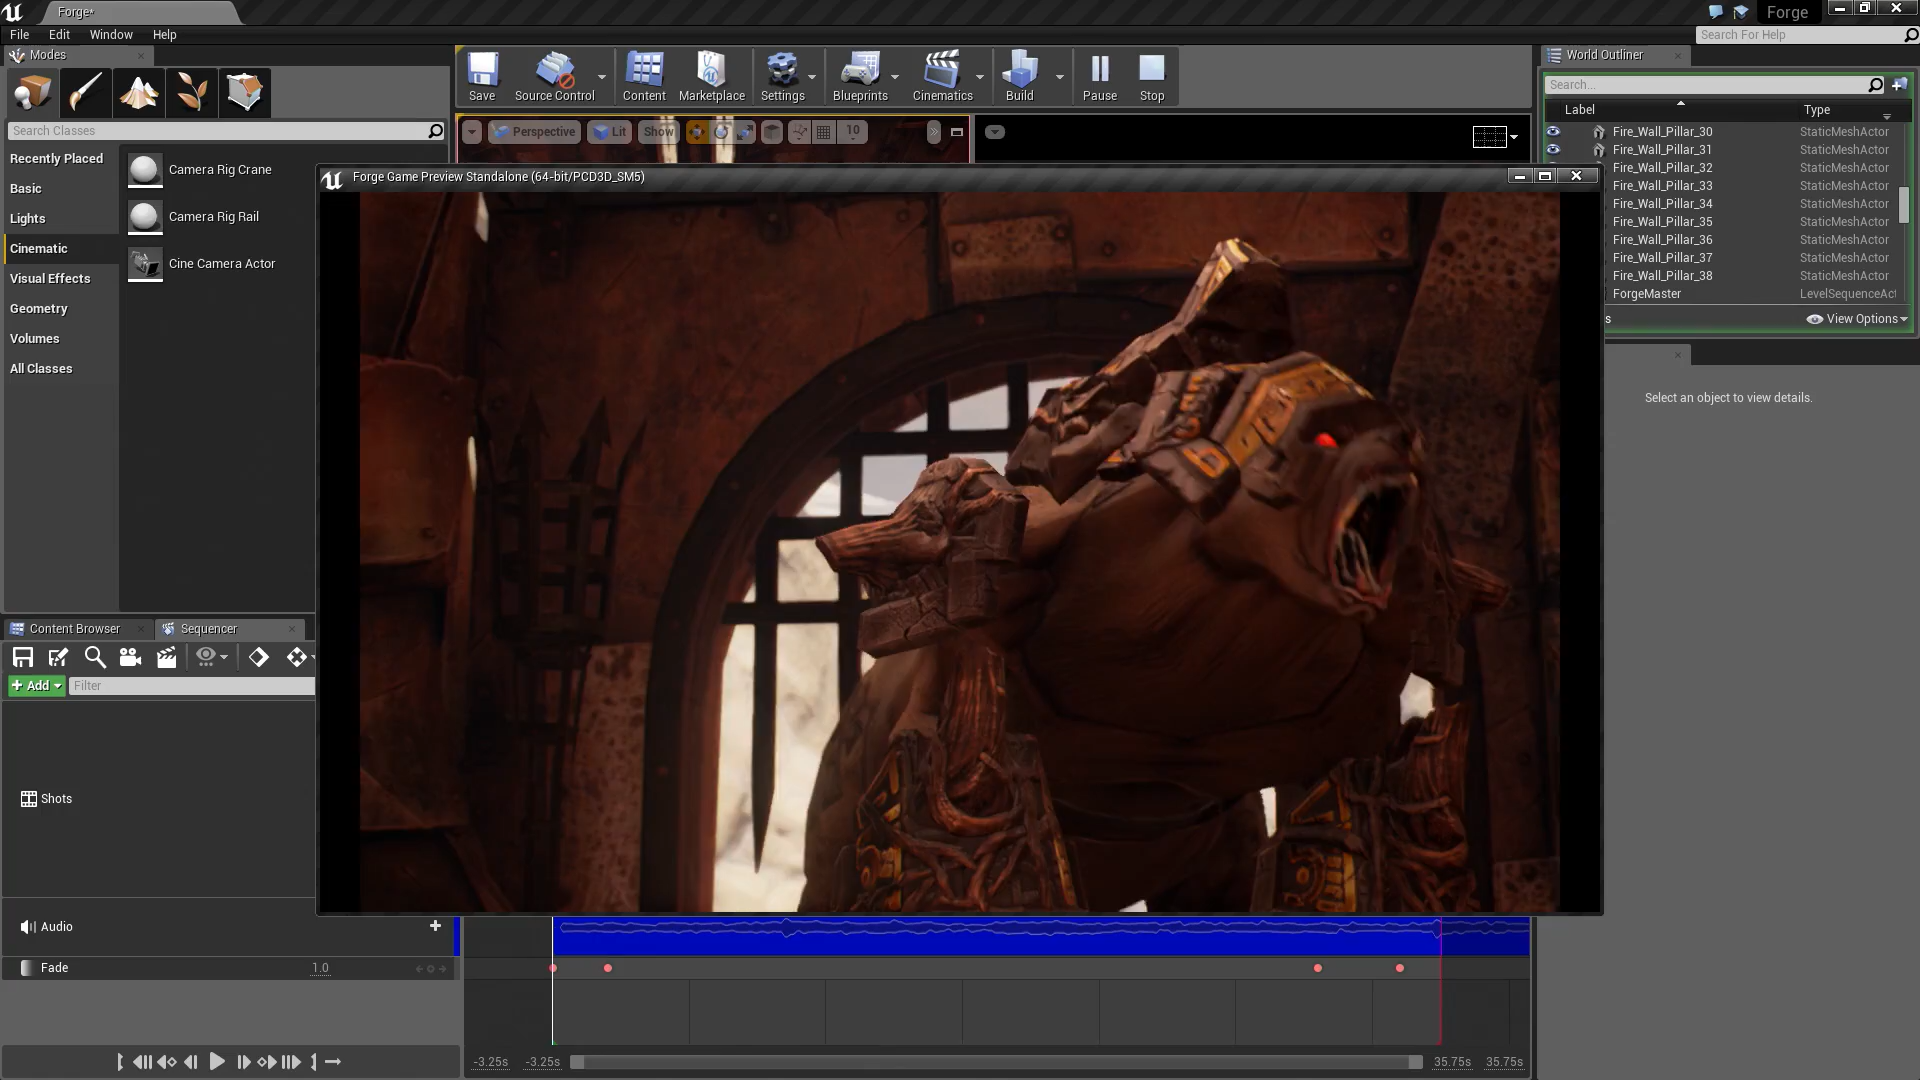 Forge*
Forge
File Edit Window Help
Search For Help
Modes
Search Classes
Recently Placed
Basic
Lights
Cinematic
Visual Effects
Geometry
Volumes
All Classes
Camera Rig Crane
Camera Rig Rail
Cine Camera Actor
Save Source Control Content Marketplace Settings Blueprints Cinematics Build Pause Stop
Perspective Lit Show 10
World Outliner
Search...
Label Type
Fire_Wall_Pillar_30 StaticMeshActor
Fire_Wall_Pillar_31 StaticMeshActor
Fire_Wall_Pillar_32 StaticMeshActor
Fire_Wall_Pillar_33 StaticMeshActor
Fire_Wall_Pillar_34 StaticMeshActor
Fire_Wall_Pillar_35 StaticMeshActor
Fire_Wall_Pillar_36 StaticMeshActor
Fire_Wall_Pillar_37 StaticMeshActor
Fire_Wall_Pillar_38 StaticMeshActor
ForgeMaster LevelSequenceAct
s View Options
Select an object to view details.
Forge Game Preview Standalone (64-bit/PCD3D_SM5)
Content Browser Sequencer
+ Add Filter
Shots
Audio
Fade 1.0
-3.25s -3.25s 35.75s 35.75s